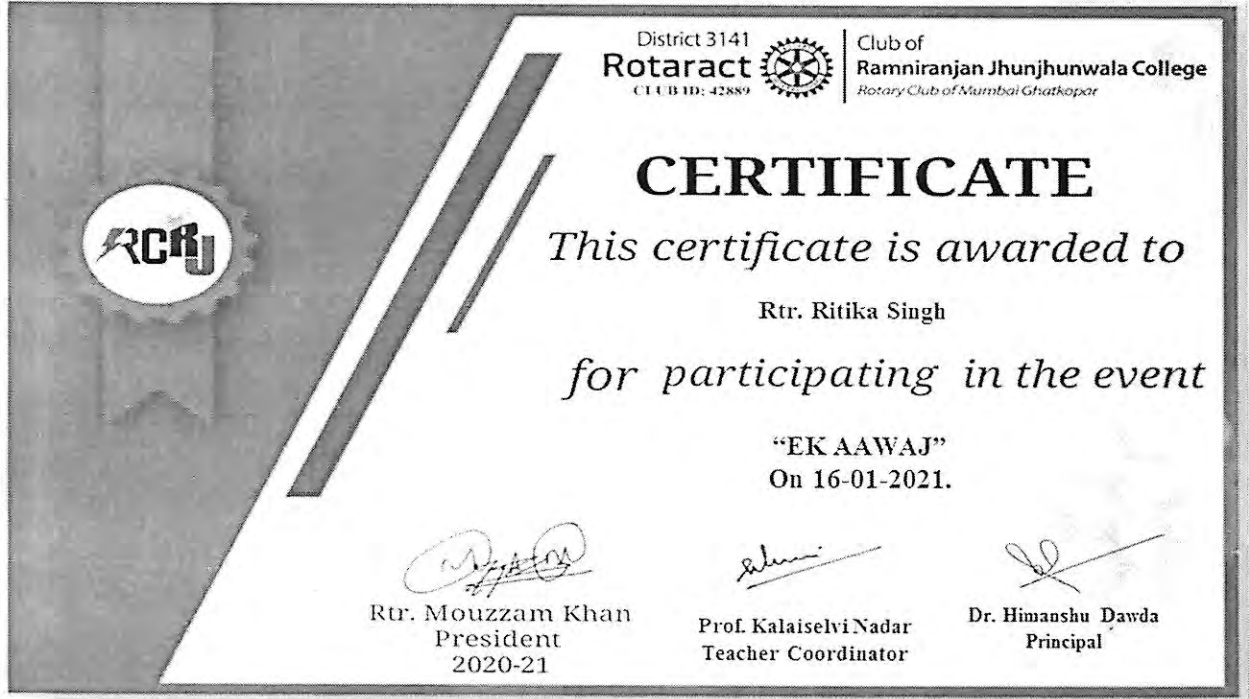 District 3141
Rotaract
CLUB ID: 42889
Club of
Ramniranjan Jhunjhunwala College
Rotary Club of Mumbai Ghatkopar
RCRJ
CERTIFICATE
This certificate is awarded to
Rtr. Ritika Singh
for participating in the event
“EK AAWAJ”
On 16-01-2021.
Rtr. Mouzzam Khan
President
2020-21
Prof. Kalaiselvi Nadar
Teacher Coordinator
Dr. Himanshu Dawda
Principal